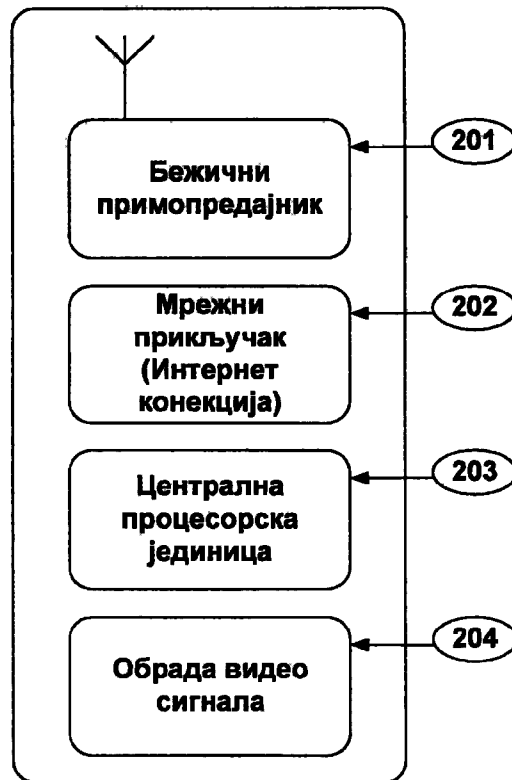 Бежични
примопредајник
201
Мрежни
прикључак
(Интернет
конекција)
202
Централна
процесорска
јединица
203
Обрада видео
сигнала
204